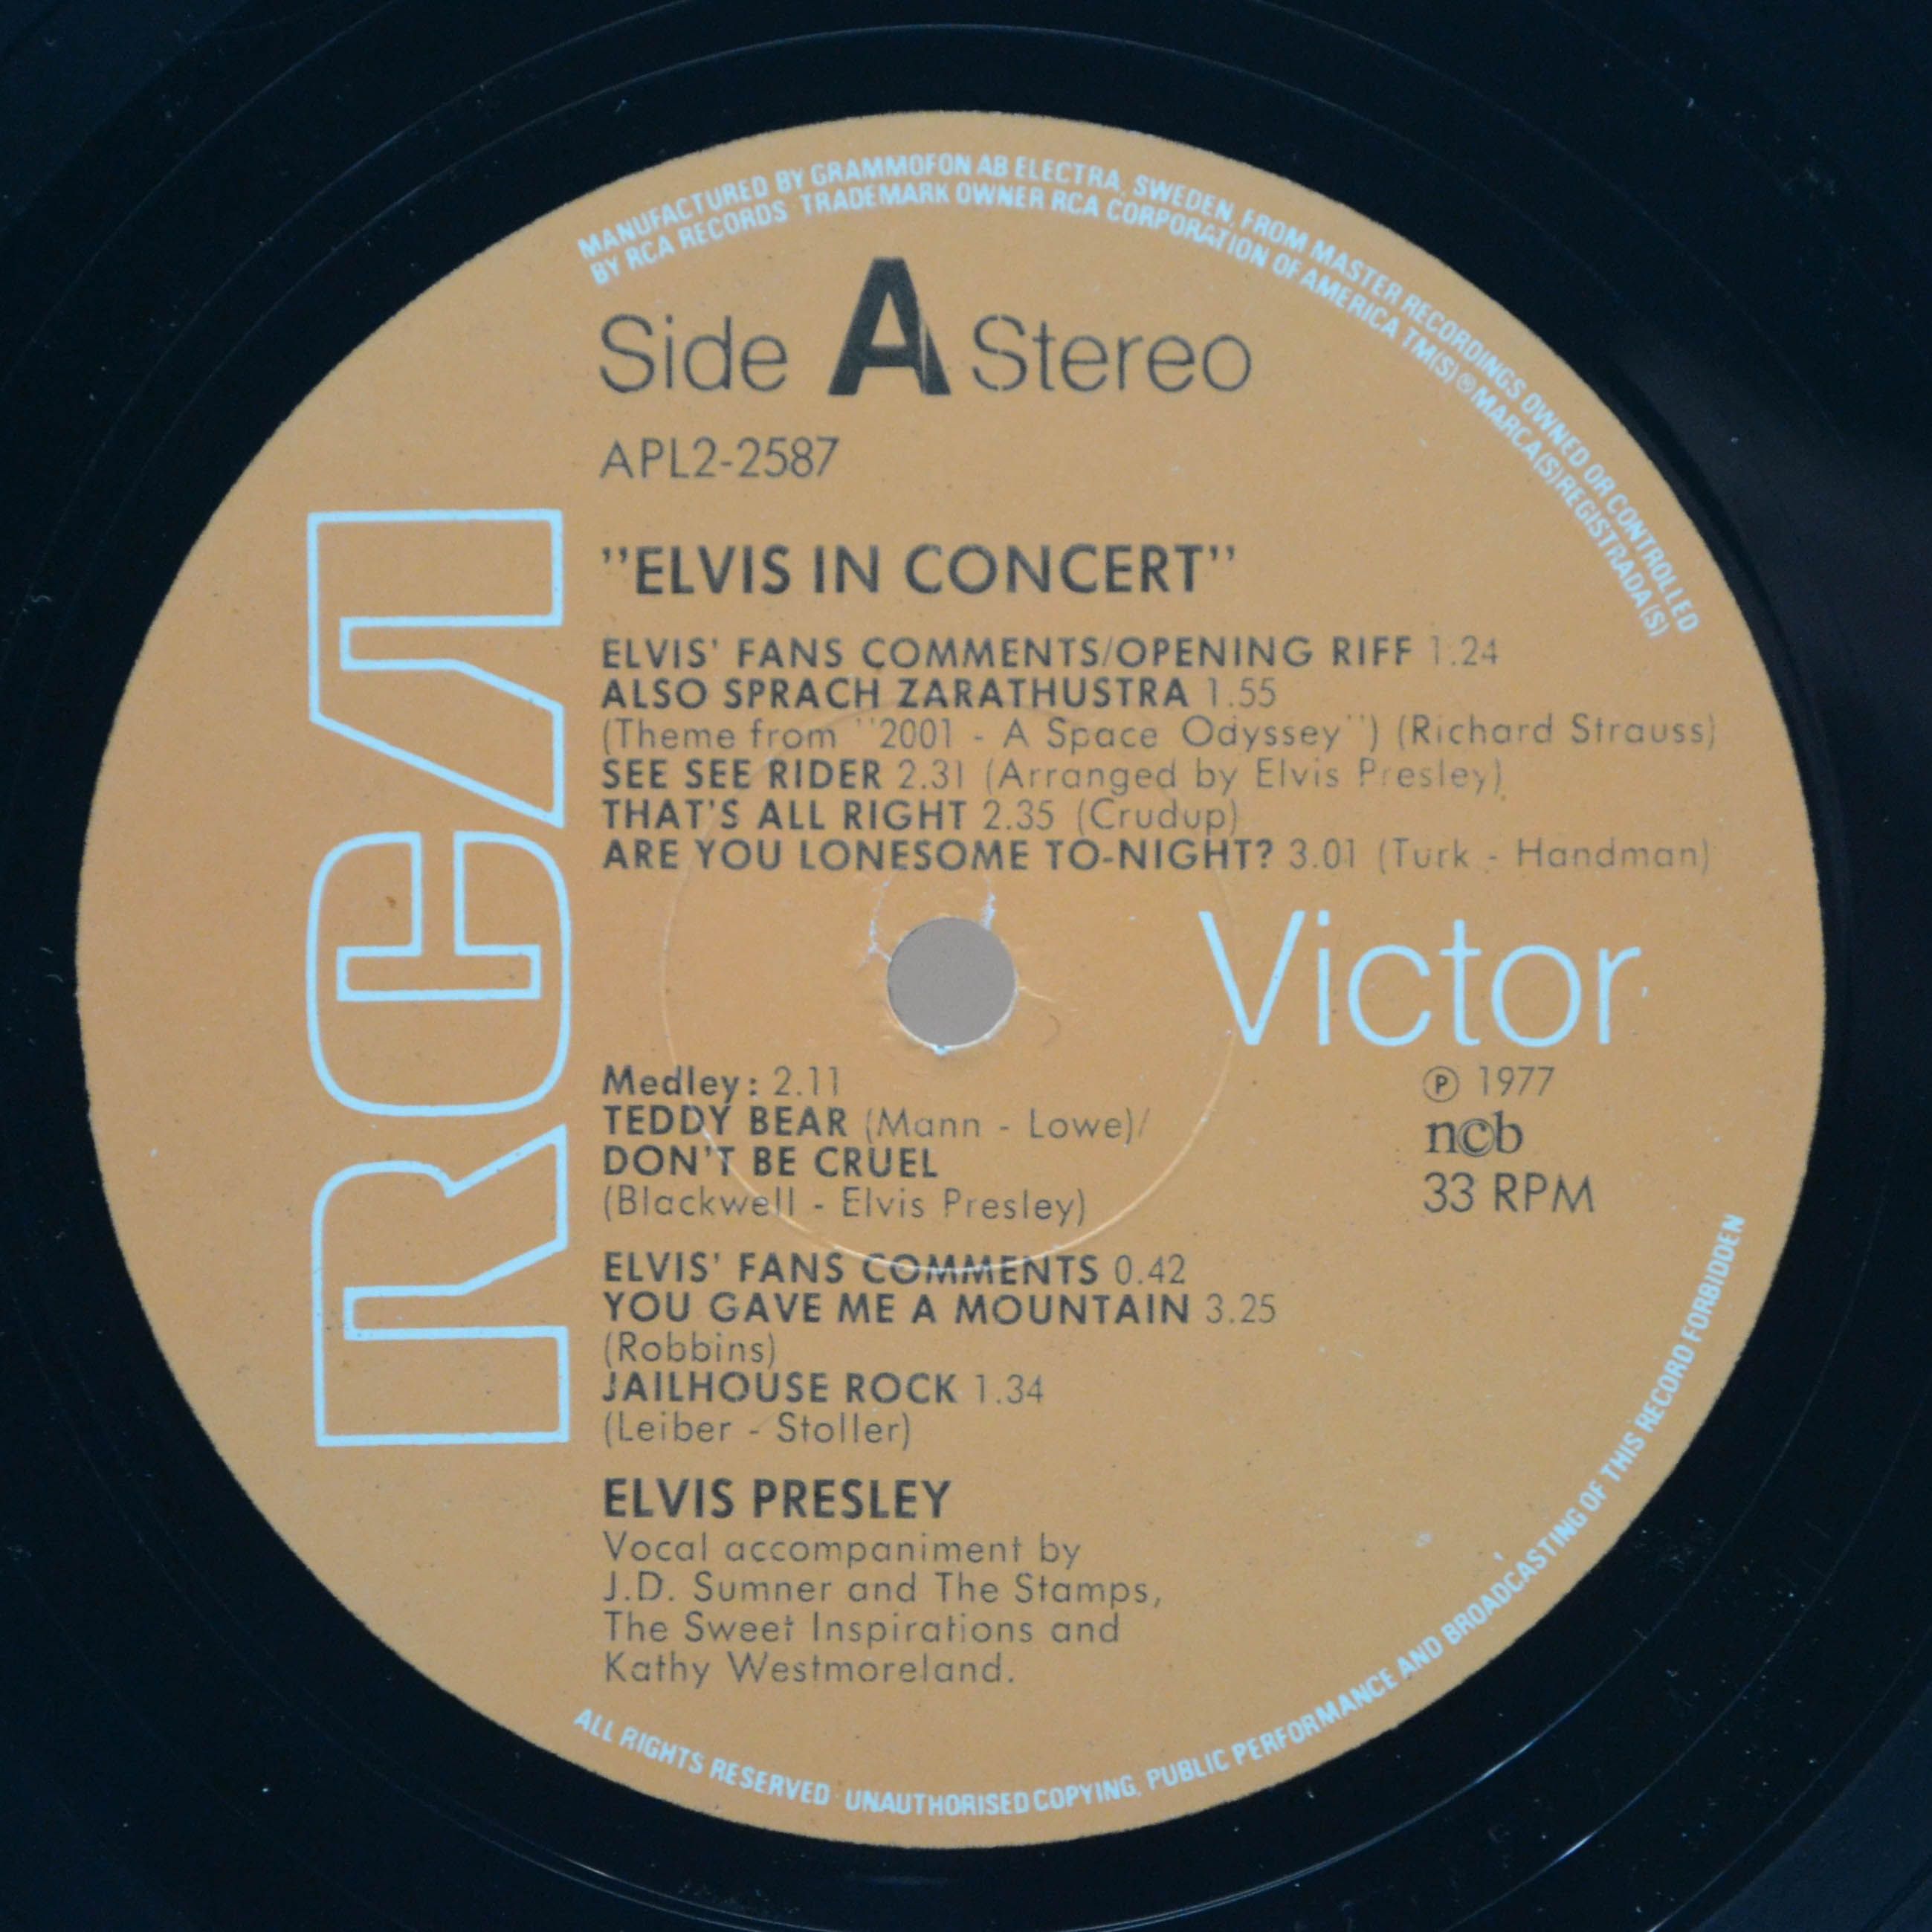 MANUFACTURED BY GRAMMOFON AB ELECTRA, SWEDEN, FROM MASTER RECORDINGS OWNED OR CONTROLLED
BY RCA RECORDS TRADEMARK OWNER RCA CORPORATION OF AMERICA TM(S) ® MARCA(S) REGISTRADA(S)
Side A Stereo
APL2-2587
"ELVIS IN CONCERT"
ELVIS' FANS COMMENTS/OPENING RIFF 1.24
ALSO SPRACH ZARATHUSTRA 1.55
(Theme from "2001 - A Space Odyssey") (Richard Strauss)
SEE SEE RIDER 2.31 (Arranged by Elvis Presley)
THAT'S ALL RIGHT 2.35 (Crudup)
ARE YOU LONESOME TO-NIGHT? 3.01 (Turk - Handman)
RCA
Victor
Medley: 2.11
TEDDY BEAR (Mann - Lowe)/
DON'T BE CRUEL
(Blackwell - Elvis Presley)
℗ 1977
ncb
33 RPM
ELVIS' FANS COMMENTS 0.42
YOU GAVE ME A MOUNTAIN 3.25
(Robbins)
JAILHOUSE ROCK 1.34
(Leiber - Stoller)
ELVIS PRESLEY
Vocal accompaniment by
J.D. Sumner and The Stamps,
The Sweet Inspirations and
Kathy Westmoreland.
ALL RIGHTS RESERVED · UNAUTHORISED COPYING, PUBLIC PERFORMANCE AND BROADCASTING OF THIS RECORD FORBIDDEN